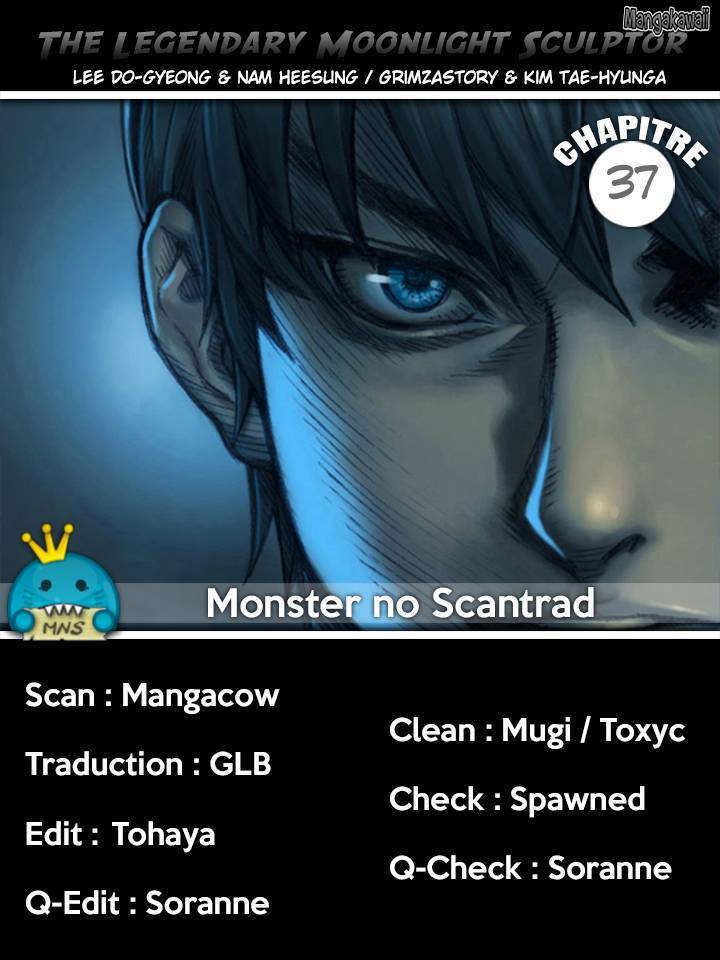 Mangakawaii
THE LEGENDARY MOONLIGHT SCULPTOR
LEE DO-GYEONG & NAM HEESUNG / GRIMZASTORY & KIM TAE-HYUNGA
CHAPITRE
37
Monster no Scantrad
MNS
Scan : Mangacow
Traduction : GLB
Edit : Tohaya
Q-Edit : Soranne
Clean : Mugi / Toxyc
Check : Spawned
Q-Check : Soranne